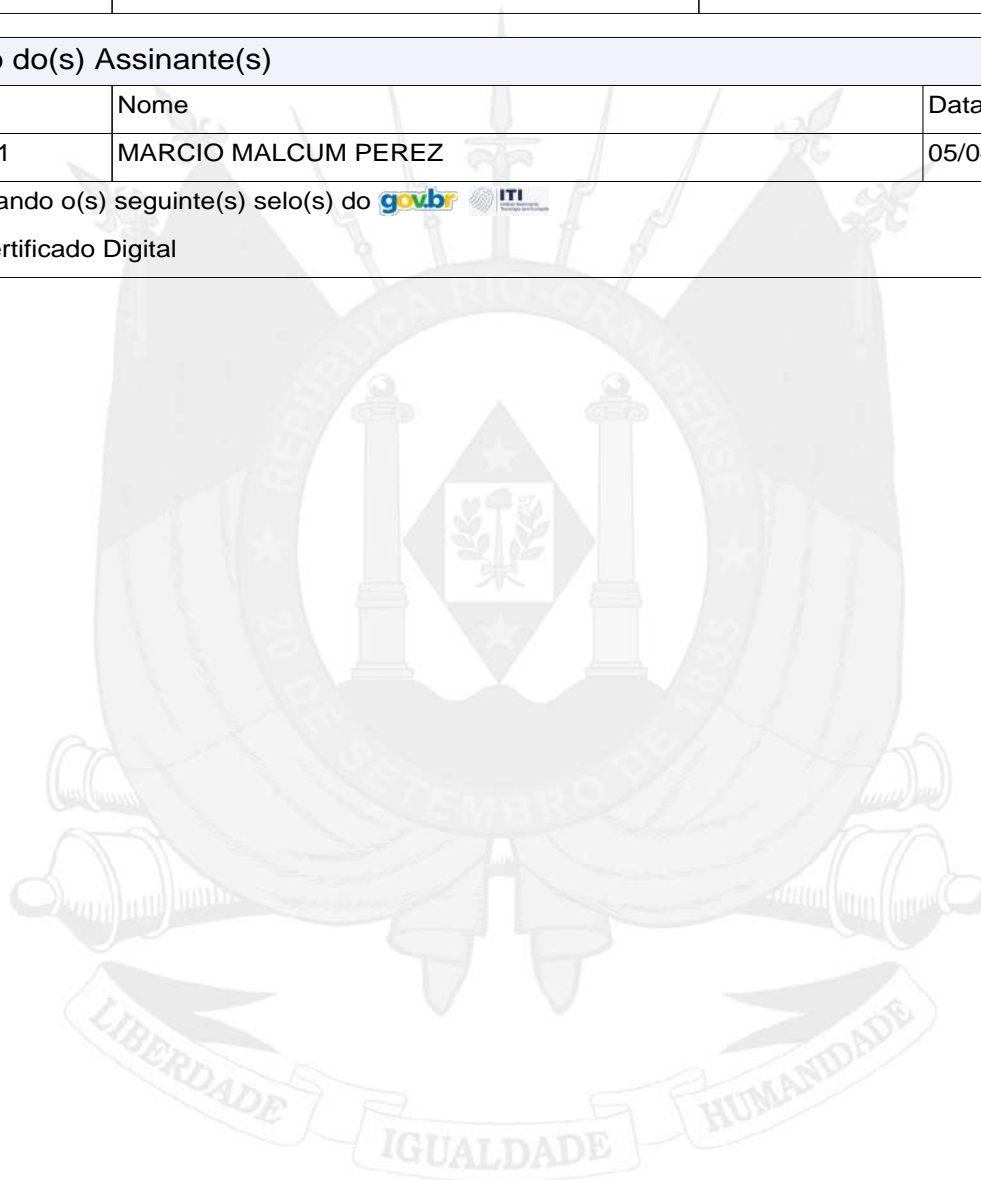 o do(s) Assinante(s)
Nome Data
1 MARCIO MALCUM PEREZ 05/0
ando o(s) seguinte(s) selo(s) do gov.br ITI
ertificado Digital
REPÚBLICA RIO-GRANDENSE
20 DE SETEMBRO DE 1835
LIBERDADE IGUALDADE HUMANIDADE